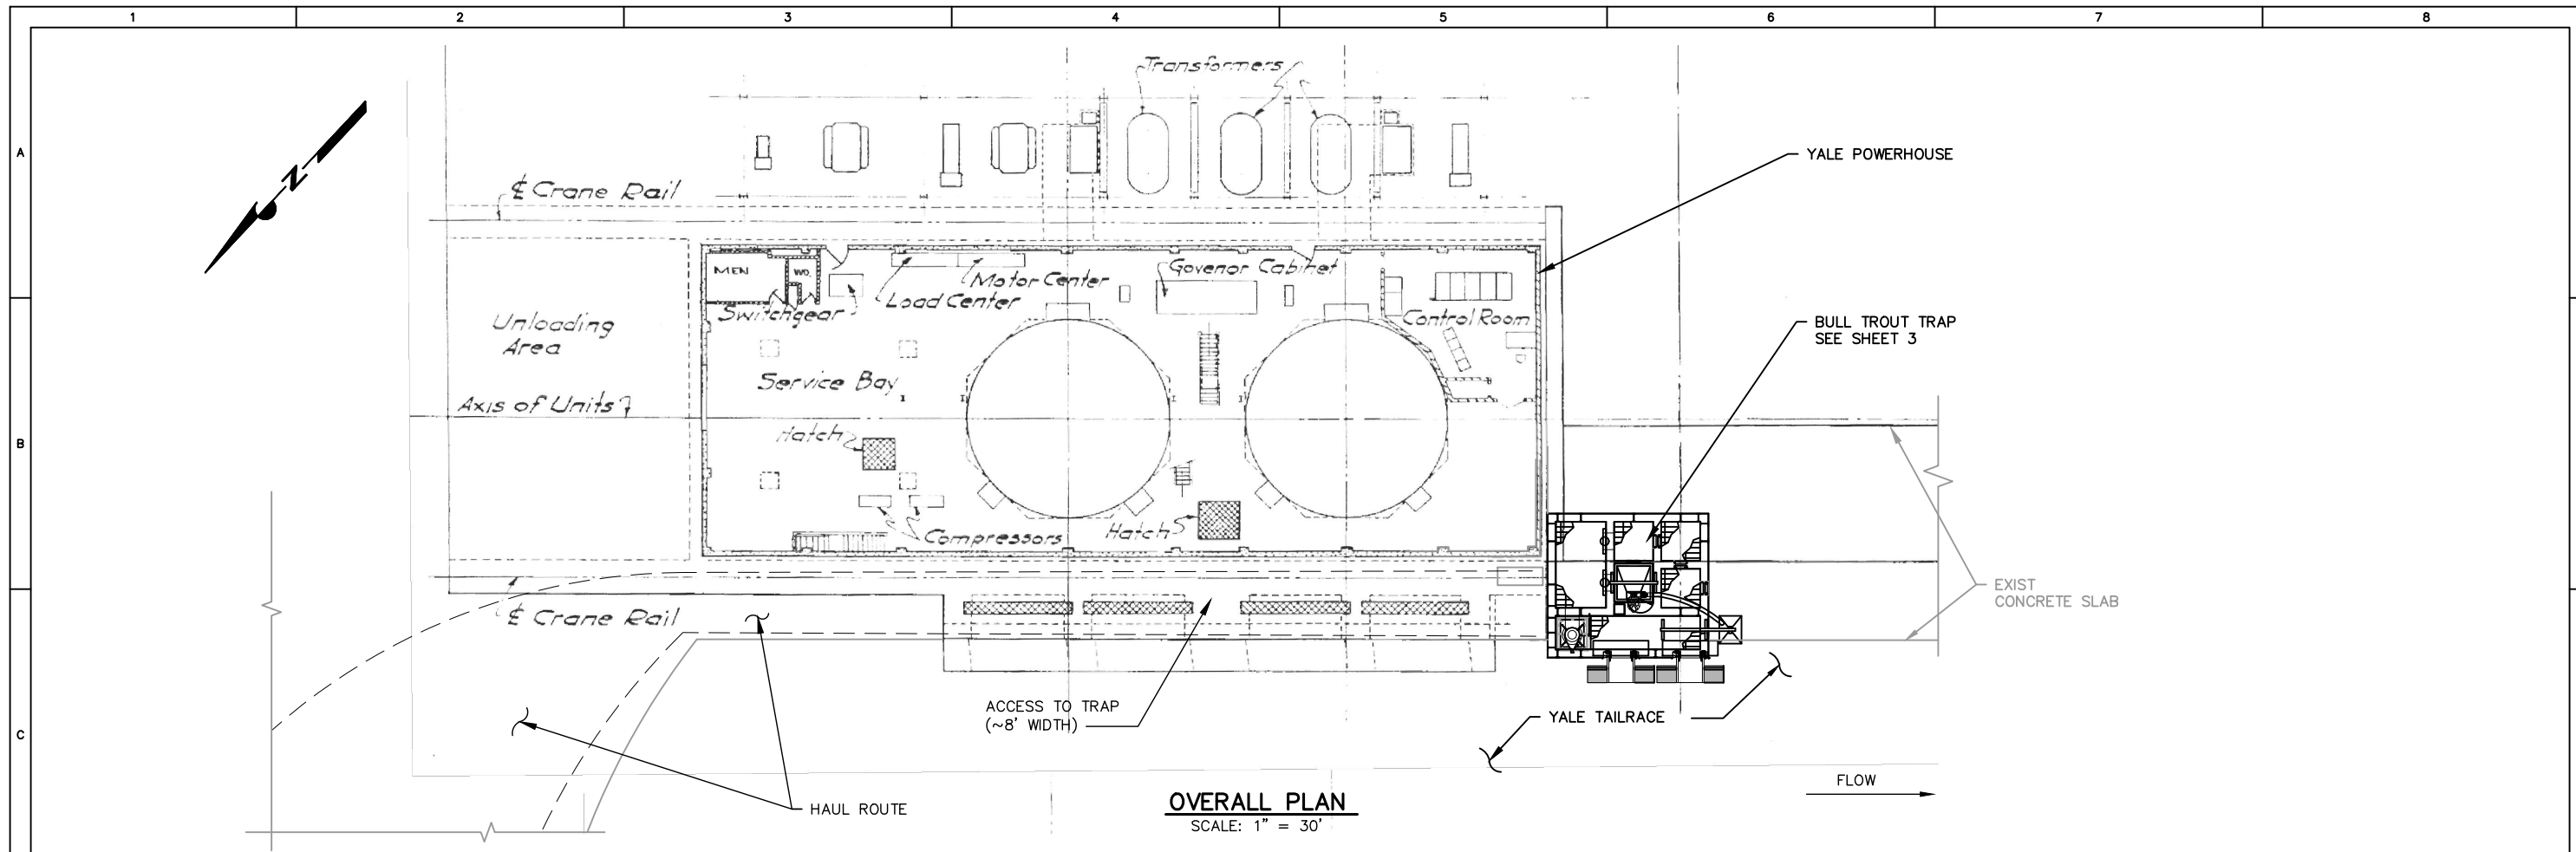 1 2 3 4 5 6 7 8
A
B
C
Transformers
N
℄ Crane Rail
YALE POWERHOUSE
MEN
WO.
Motor Center
Load Center
Switchgear
Govenor Cabinet
Control Room
Unloading
Area
BULL TROUT TRAP
SEE SHEET 3
Service Bay
Axis of Units
Hatch
Compressors
Hatch
℄ Crane Rail
EXIST
CONCRETE SLAB
ACCESS TO TRAP
(~8' WIDTH)
YALE TAILRACE
HAUL ROUTE
FLOW
OVERALL PLAN
SCALE: 1" = 30'